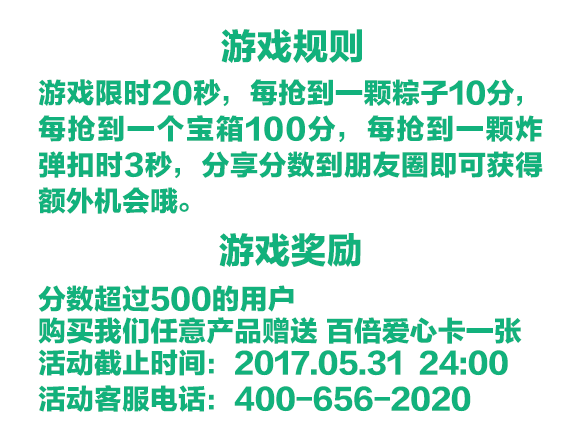 游戏规则
游戏限时20秒，每抢到一颗粽子10分，
每抢到一个宝箱100分，每抢到一颗炸
弹扣时3秒，分享分数到朋友圈即可获得
额外机会哦。
游戏奖励
分数超过500的用户
购买我们任意产品赠送 百倍爱心卡一张
活动截止时间：2017.05.31 24:00
活动客服电话：400-656-2020